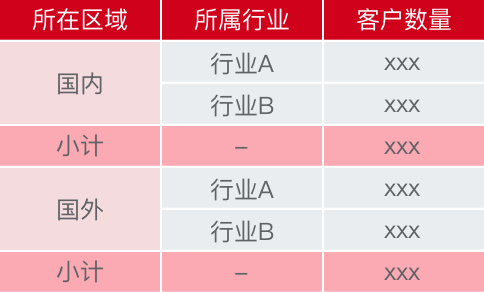 所在区域 所属行业 客户数量
国内 行业A xxx
行业B xxx
小计 – xxx
国外 行业A xxx
行业B xxx
小计 – xxx